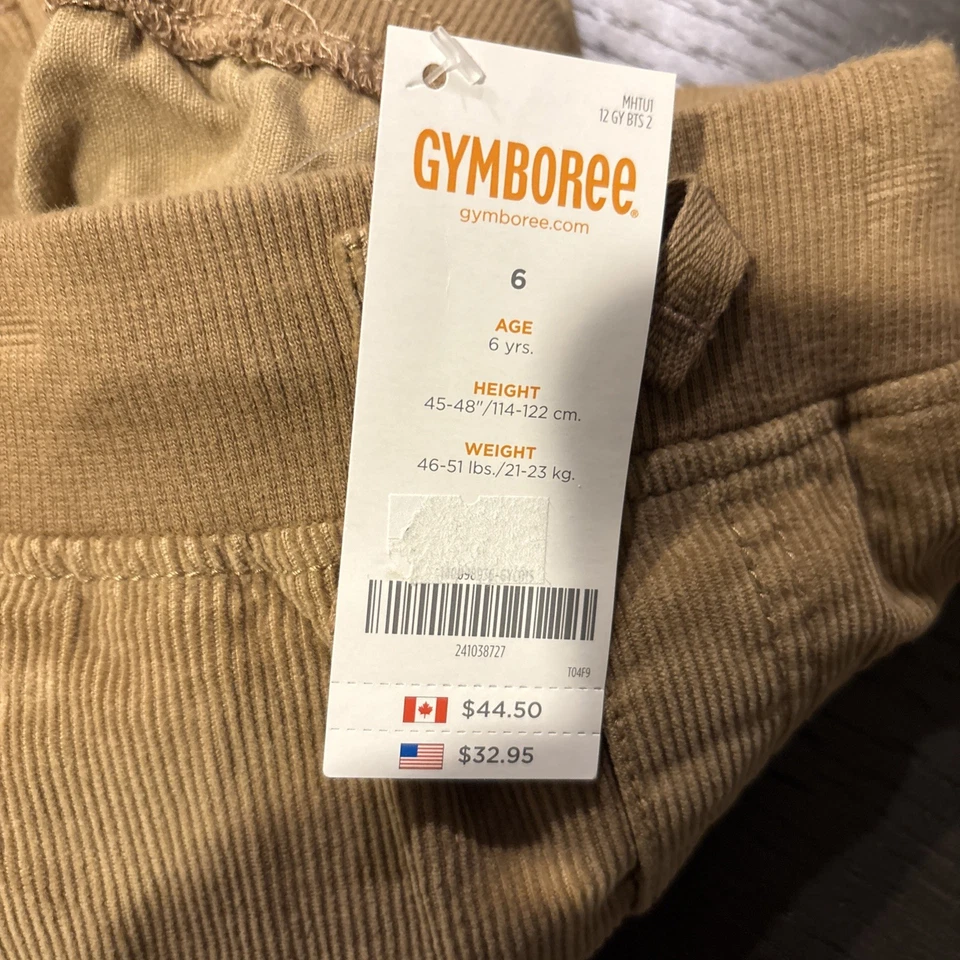 MHTU1
12 GY BTS 2
GYMBOREE®
gymboree.com
6
AGE
6 yrs.
HEIGHT
45-48"/114-122 cm.
WEIGHT
46-51 lbs./21-23 kg.
241038727
T04F9
$44.50
$32.95